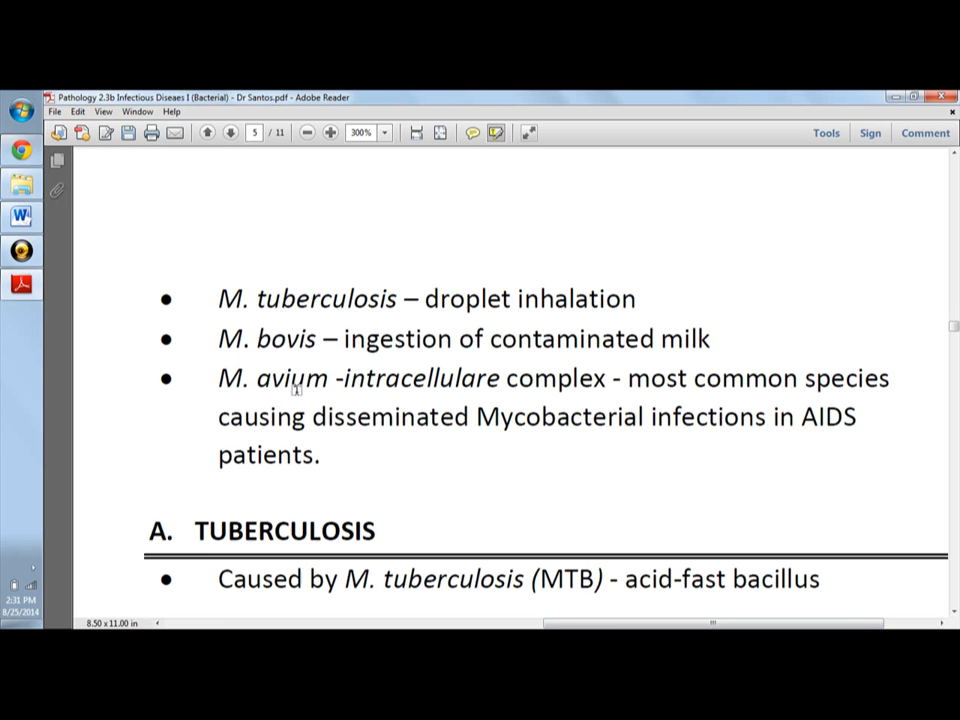 Pathology 2.3b Infectious Diseaes I (Bacterial) - Dr Santos.pdf - Adobe Reader
File Edit View Window Help
5 / 11 300% Tools Sign Comment
• M. tuberculosis – droplet inhalation
• M. bovis – ingestion of contaminated milk
• M. avium -intracellulare complex - most common species
causing disseminated Mycobacterial infections in AIDS
patients.
A. TUBERCULOSIS
• Caused by M. tuberculosis (MTB) - acid-fast bacillus
2:31 PM
8/25/2014
8.50 x 11.00 in